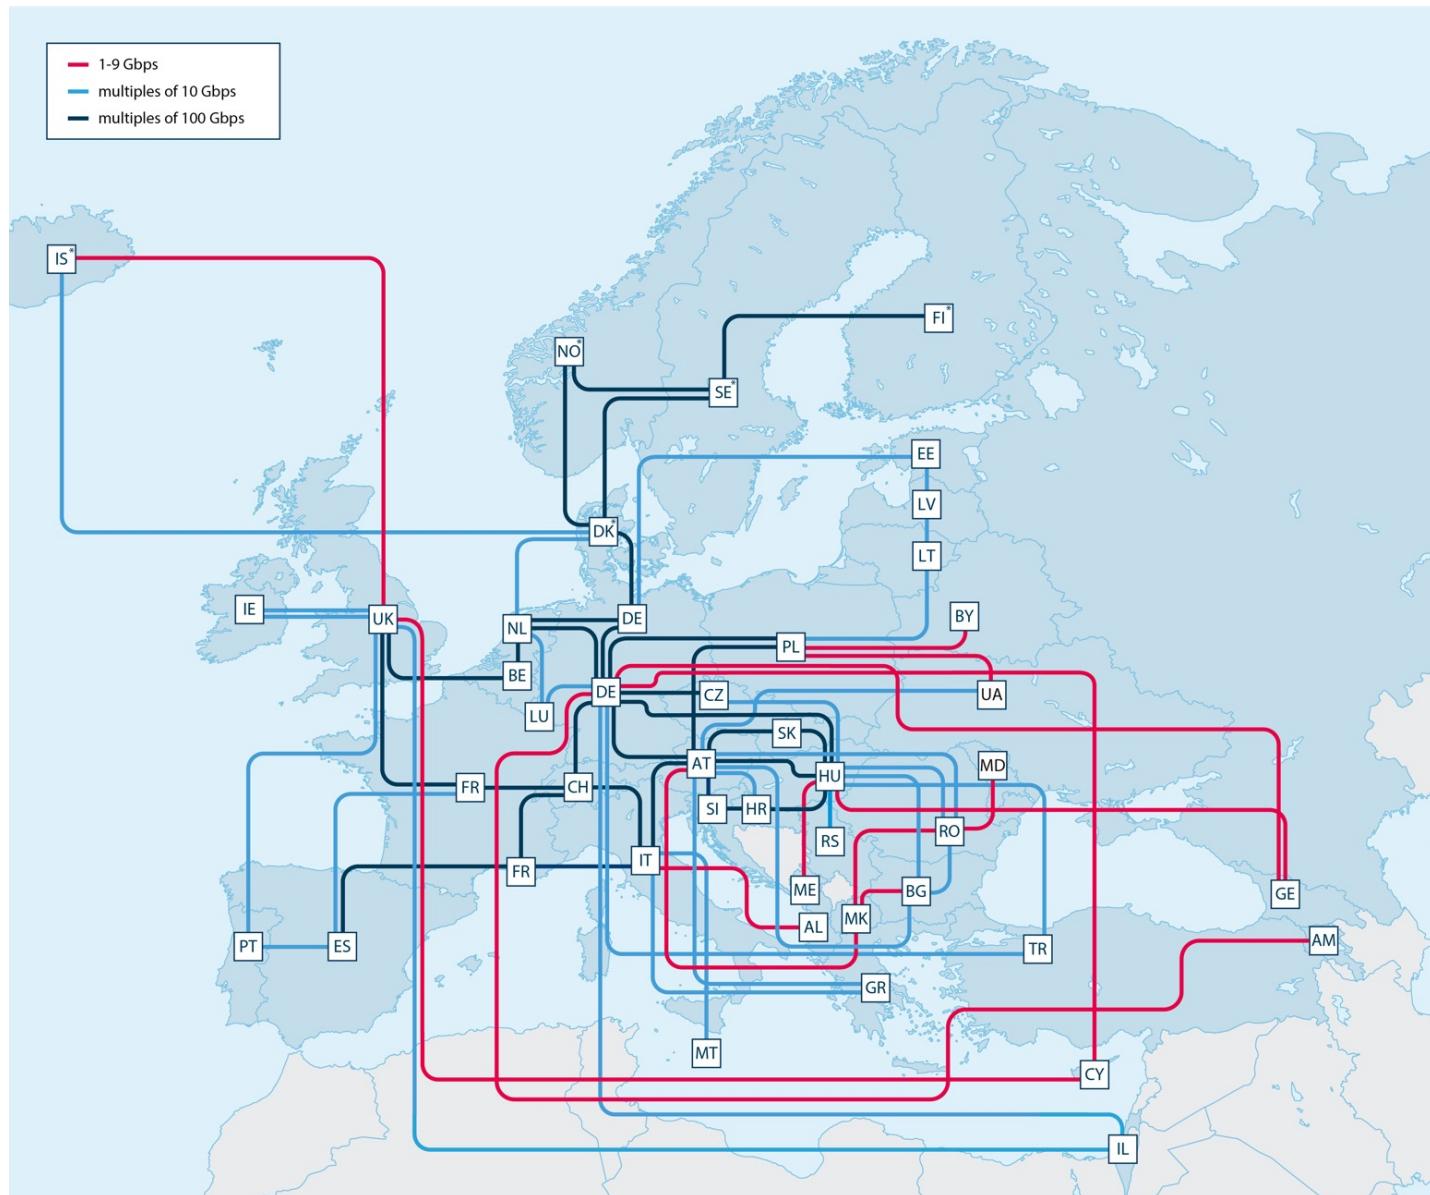 1-9 Gbps
multiples of 10 Gbps
multiples of 100 Gbps
IS*
FI*
NO*
SE*
EE
LV
DK*
LT
IE
UK
NL
DE
BY
PL
BE
DE
CZ
UA
LU
SK
AT
HU
MD
FR
CH
SI
HR
RS
RO
IT
FR
ME
BG
GE
MK
AL
PT
ES
TR
AM
GR
MT
CY
IL